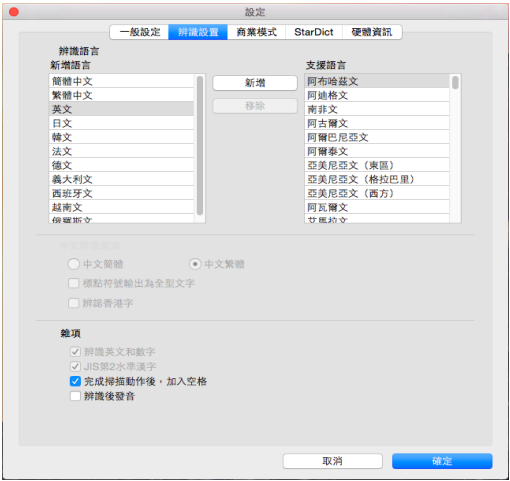 設定
一般設定 辨識設置 商業模式 StarDict 硬體資訊
辨識語言
新增語言
簡體中文
繁體中文
英文
日文
韓文
法文
德文
義大利文
西班牙文
越南文
俄羅斯文
新增
移除
支援語言
阿布哈茲文
阿迪格文
南非文
阿古爾文
阿爾巴尼亞文
阿爾泰文
亞美尼亞文（東區）
亞美尼亞文（格拉巴里）
亞美尼亞文（西方）
阿瓦爾文
艾馬拉文
中文簡體 中文繁體
標點符號輸出為全型文字
辨認香港字
雜項
辨識英文和數字
JIS第2水準漢字
完成掃描動作後，加入空格
辨識後發音
取消 確定